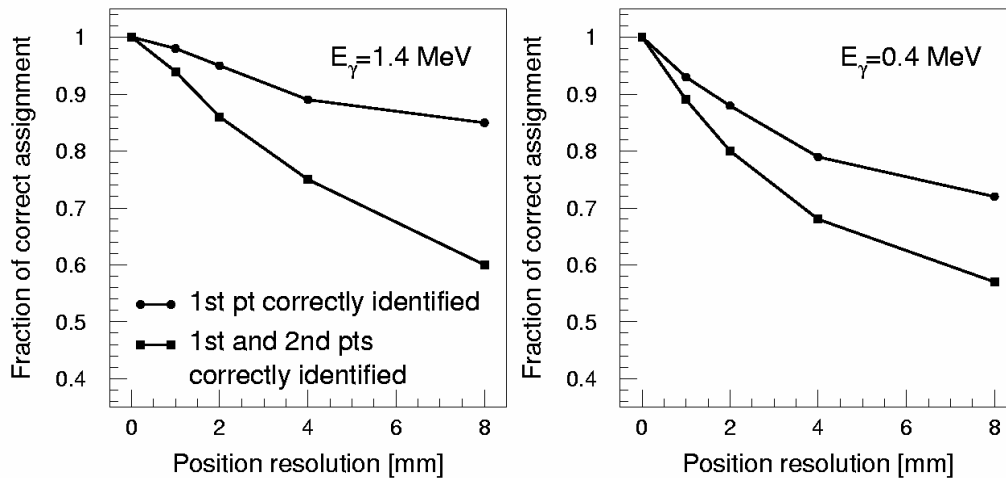 Fraction of correct assignment
1
0.9
0.8
0.7
0.6
0.5
0.4
Eγ=1.4 MeV
1st pt correctly identified
1st and 2nd pts
correctly identified
0 2 4 6 8
Position resolution [mm]
Fraction of correct assignment
1
0.9
0.8
0.7
0.6
0.5
0.4
Eγ=0.4 MeV
0 2 4 6 8
Position resolution [mm]